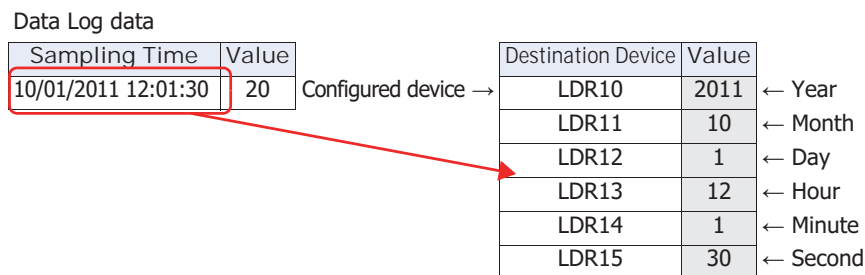 Data Log data
Sampling Time Value
10/01/2011 12:01:30 20
Configured device →
Destination Device Value
LDR10 2011 ← Year
LDR11 10 ← Month
LDR12 1 ← Day
LDR13 12 ← Hour
LDR14 1 ← Minute
LDR15 30 ← Second